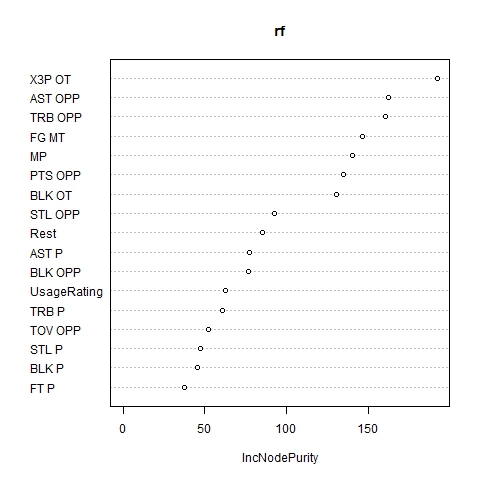 rf
X3P OT
AST OPP
TRB OPP
FG MT
MP
PTS OPP
BLK OT
STL OPP
Rest
AST P
BLK OPP
UsageRating
TRB P
TOV OPP
STL P
BLK P
FT P
0 50 100 150
IncNodePurity